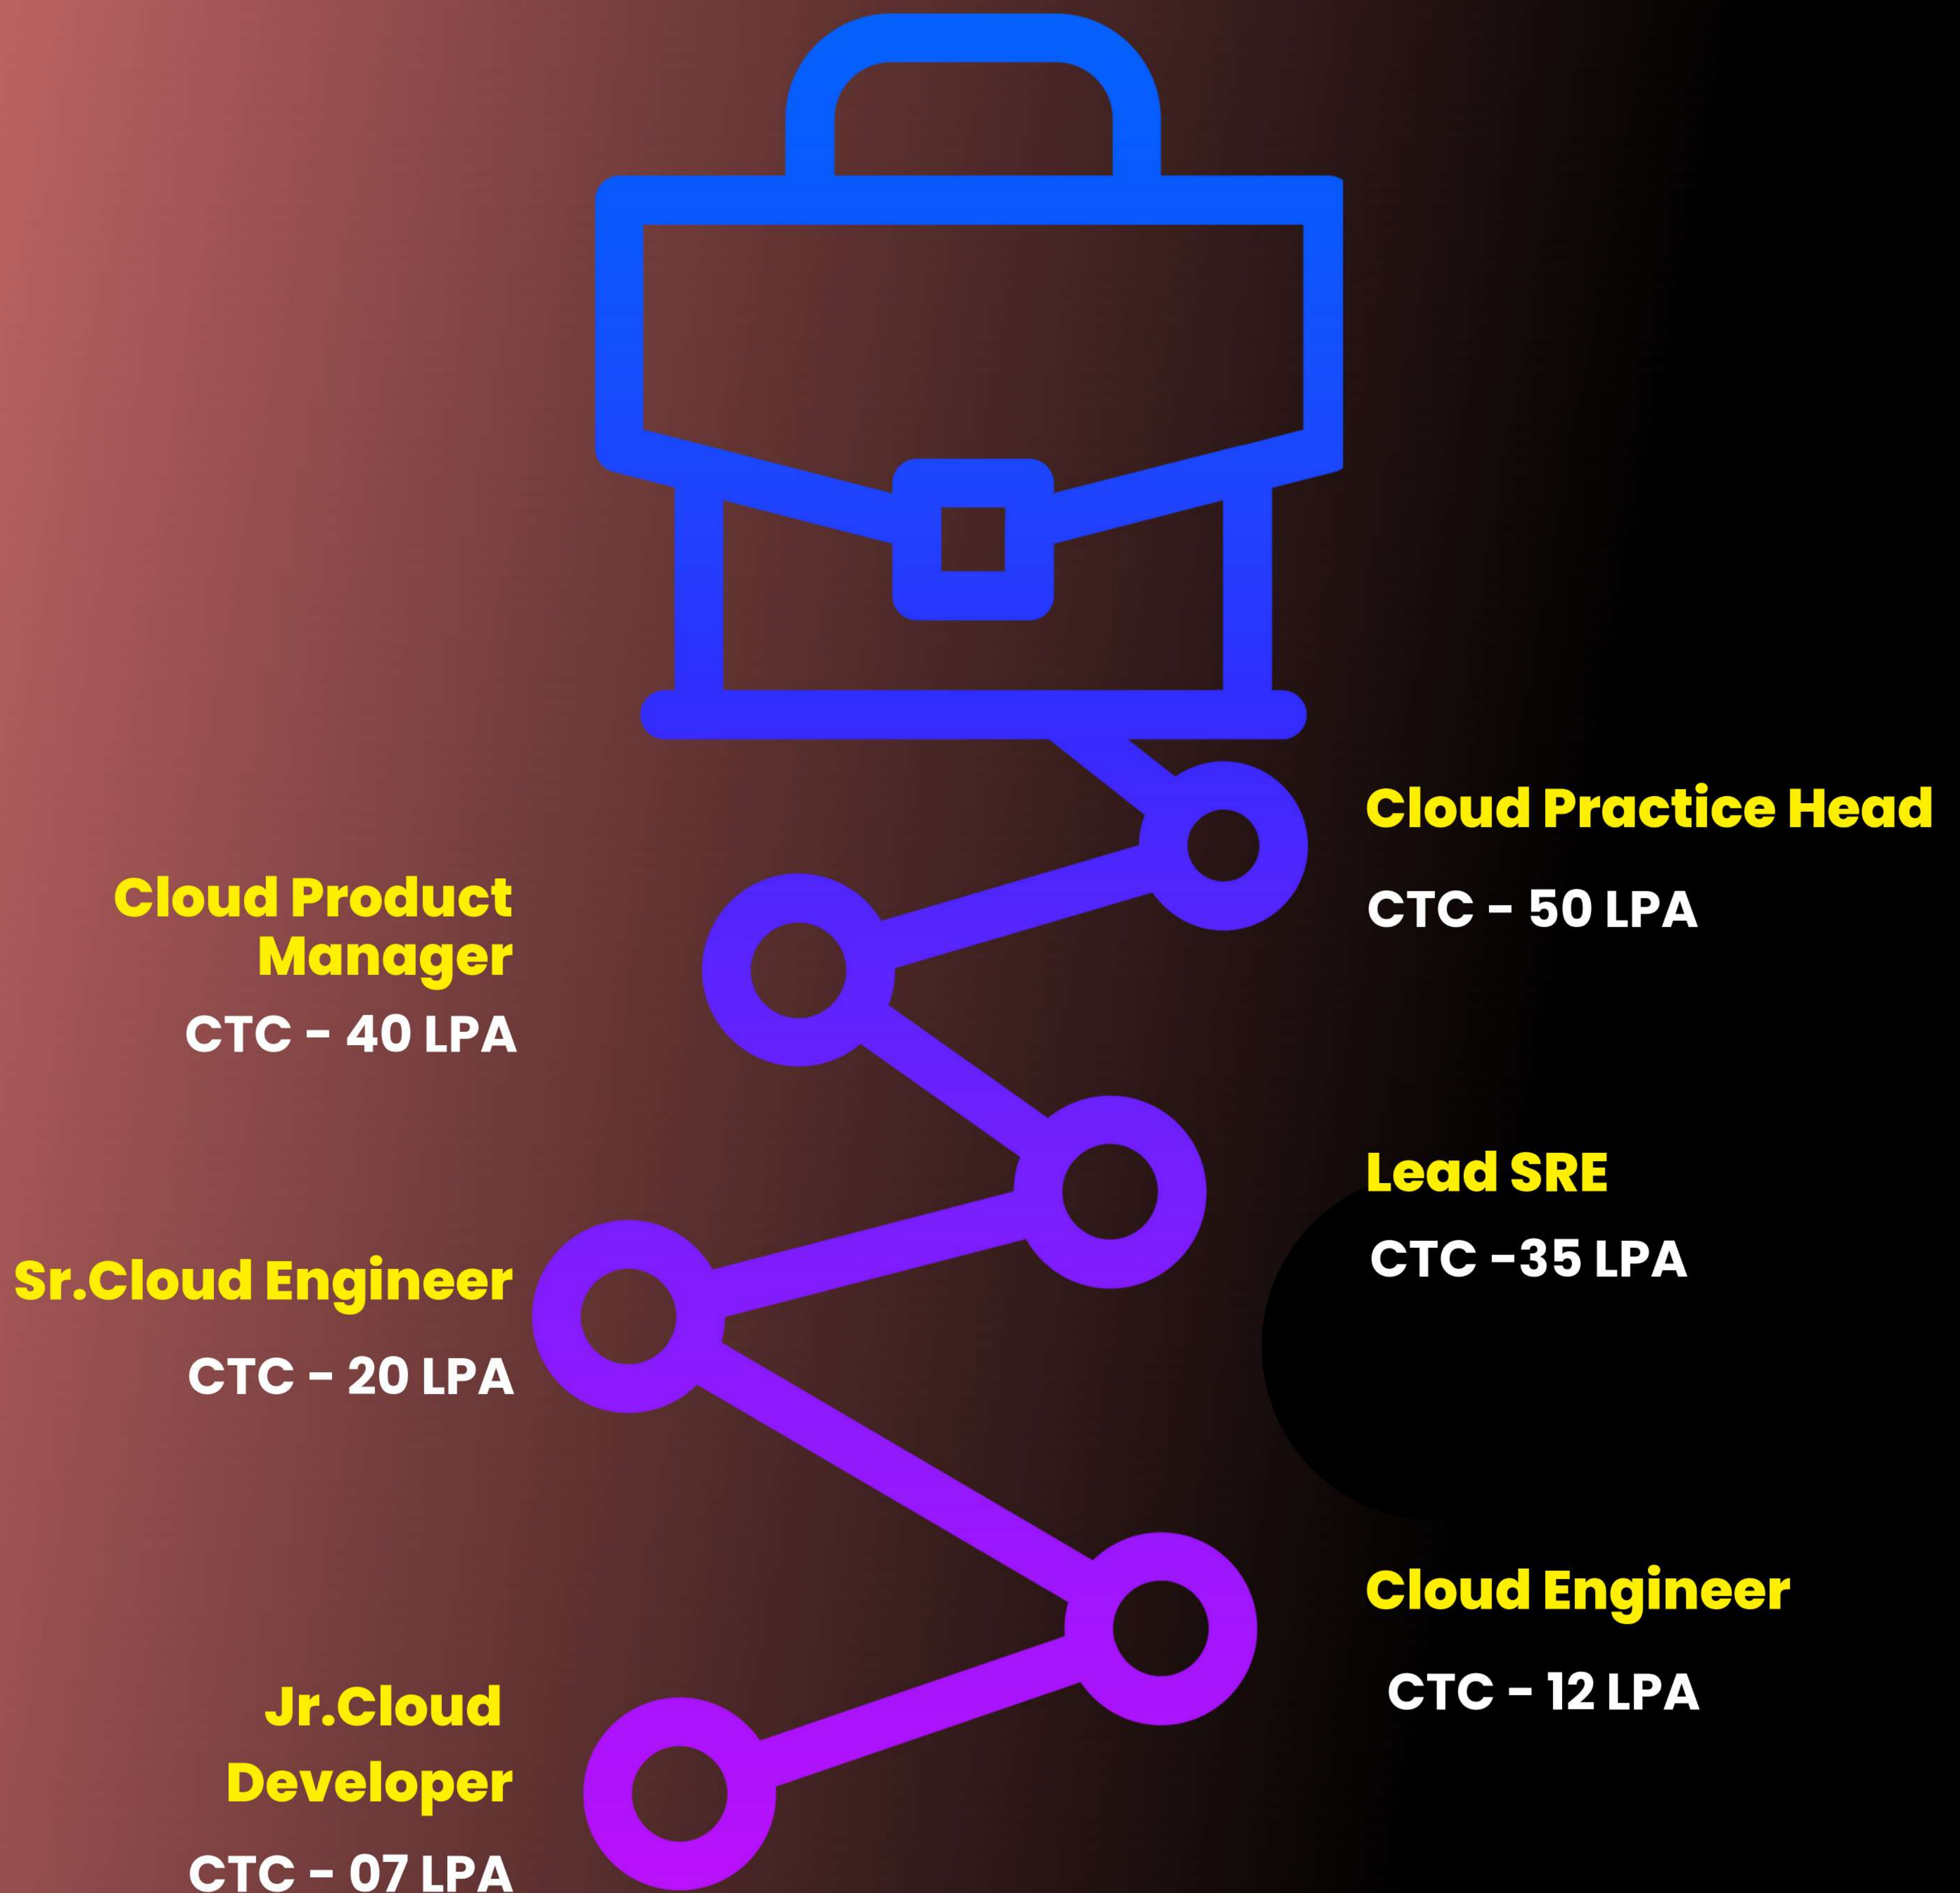 Cloud Practice Head
CTC - 50 LPA
Cloud Product
Manager
CTC - 40 LPA
Lead SRE
CTC -35 LPA
Sr.Cloud Engineer
CTC - 20 LPA
Cloud Engineer
CTC - 12 LPA
Jr.Cloud
Developer
CTC - 07 LPA